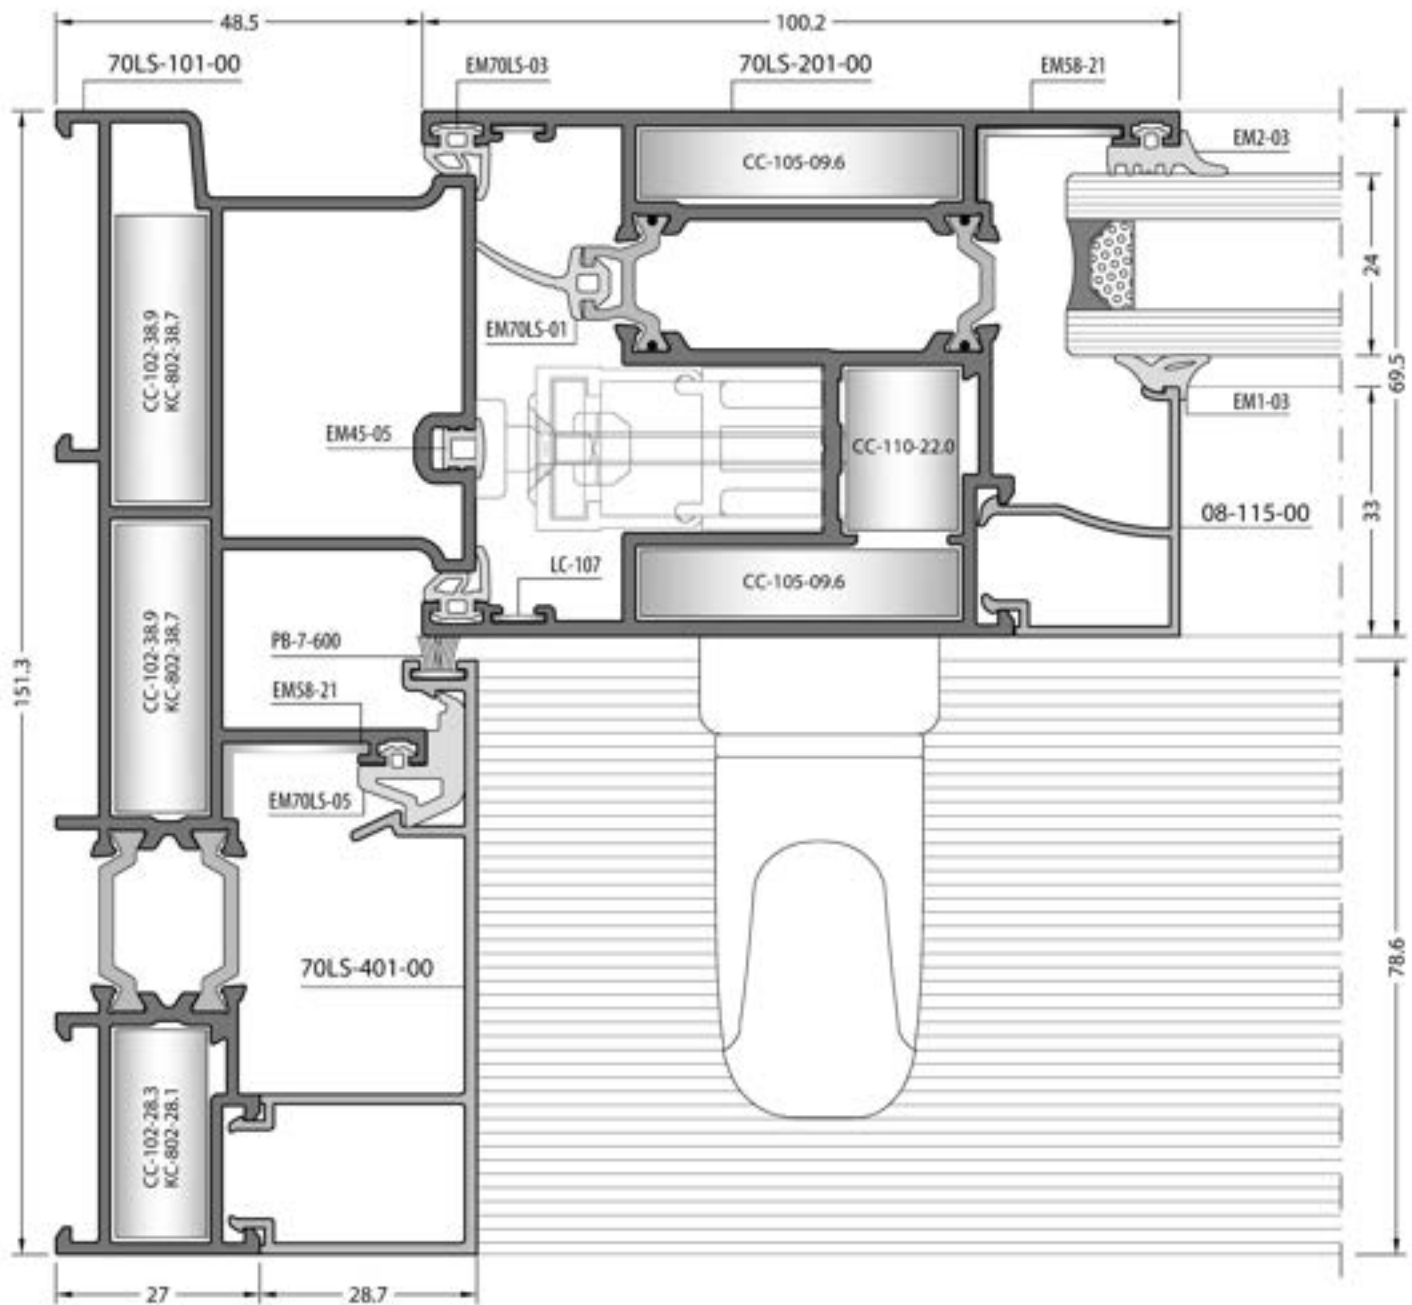 48.5
100.2
70LS-101-00
EM70LS-03
70LS-201-00
EM58-21
EM2-03
CC-105-09.6
24
CC-102-38.9
KC-802-38.7
EM70LS-01
69.5
EM1-03
EM45-05
CC-110-22.0
33
08-115-00
LC-107
CC-105-09.6
CC-102-38.9
KC-802-38.7
PB-7-600
151.3
EM58-21
EM70LS-05
70LS-401-00
78.6
CC-102-28.3
KC-802-28.1
27
28.7